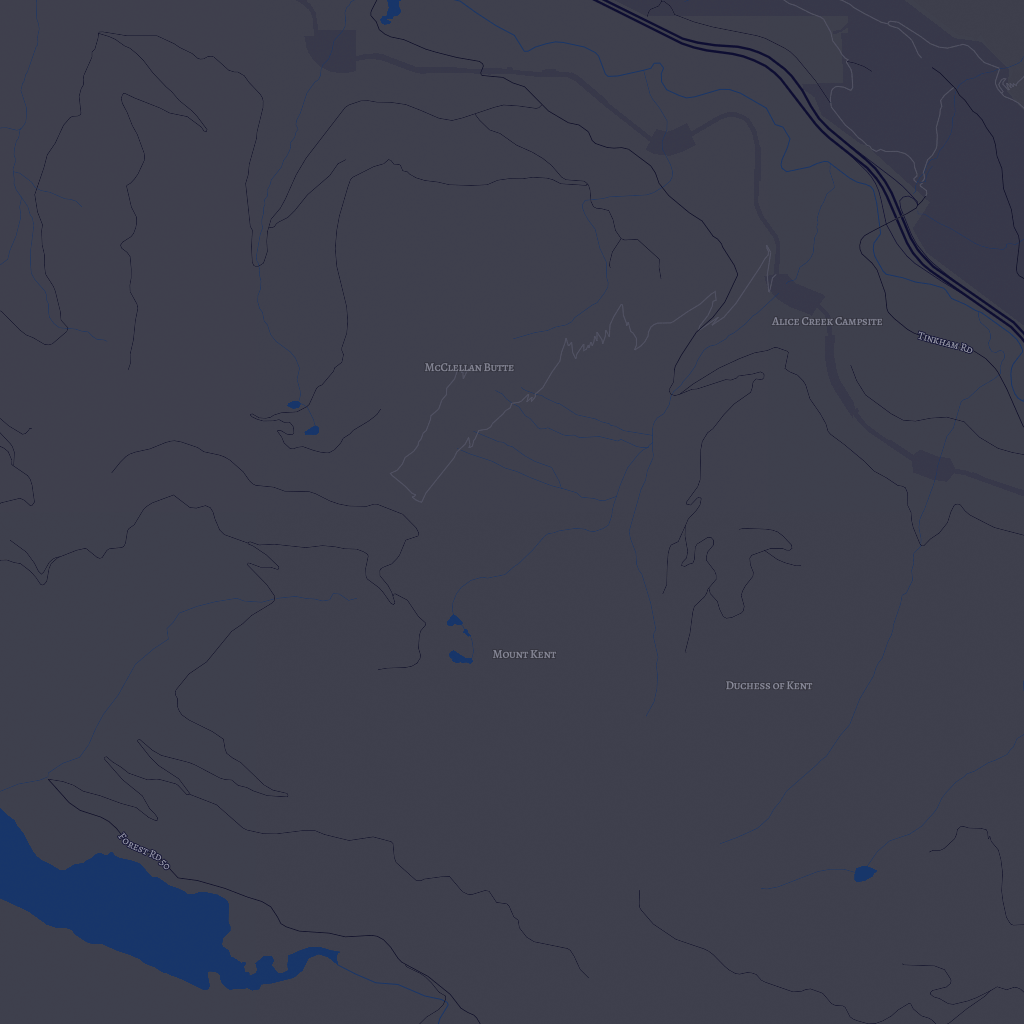 Alice Creek Campsite
Tinkham Rd
McClellan Butte
Mount Kent
Duchess of Kent
Forest Rd 50